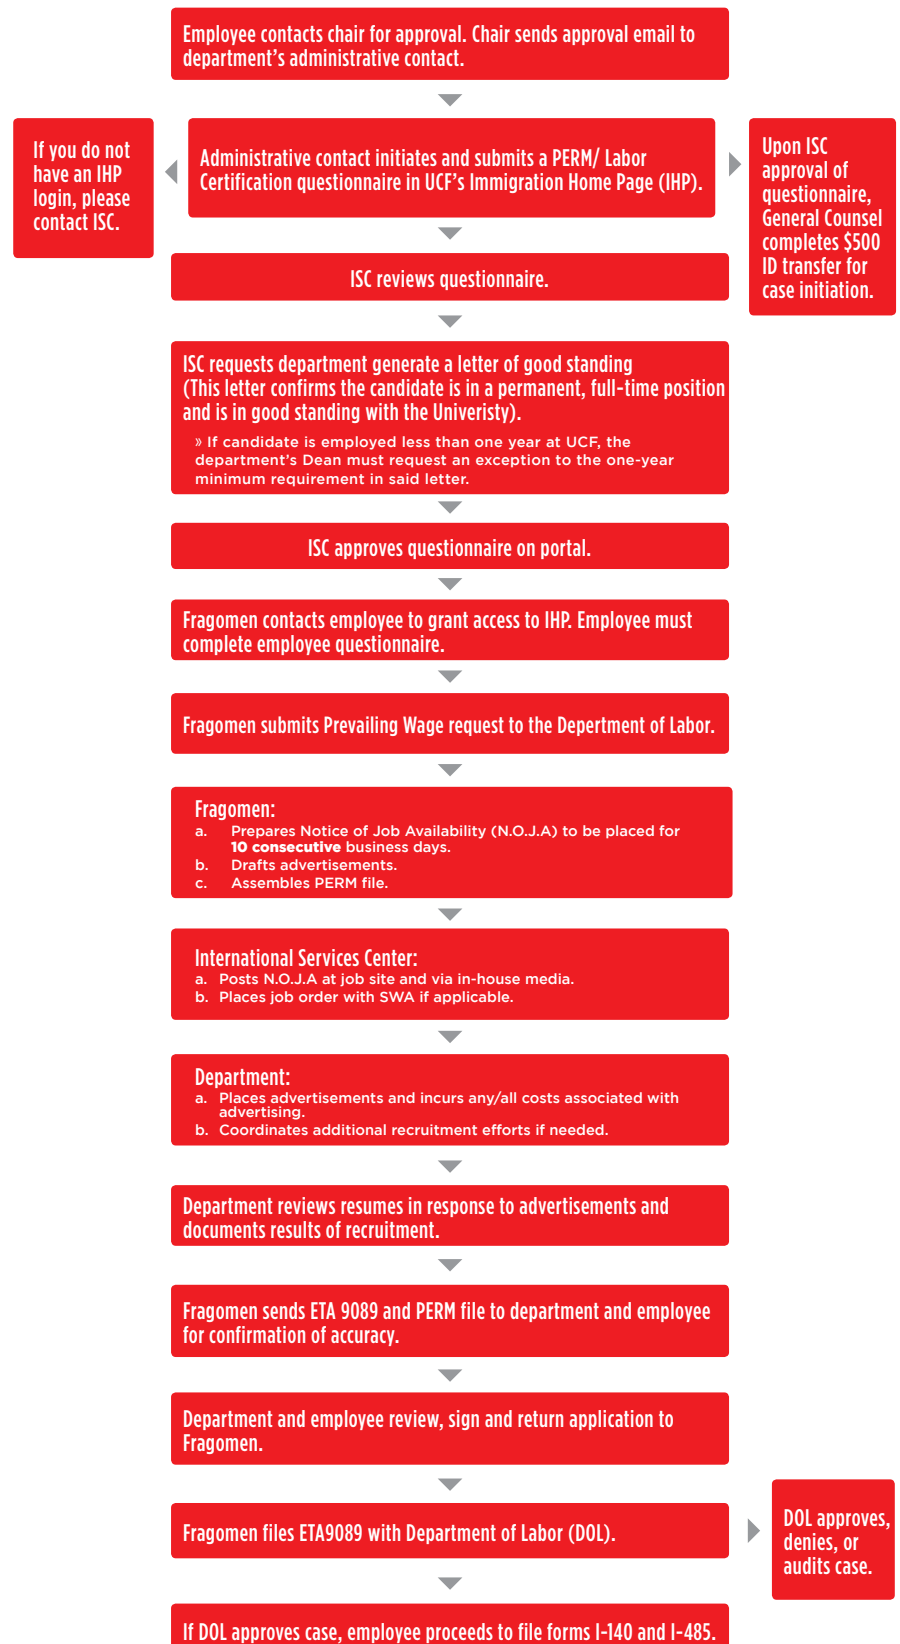 Employee contacts chair for approval. Chair sends approval email to
department's administrative contact.
If you do not
have an IHP
login, please
contact ISC.
Administrative contact initiates and submits a PERM/ Labor
Certification questionnaire in UCF's Immigration Home Page (IHP).
Upon ISC
approval of
questionnaire,
General Counsel
completes $500
ID transfer for
case initiation.
ISC reviews questionnaire.
ISC requests department generate a letter of good standing
(This letter confirms the candidate is in a permanent, full-time position
and is in good standing with the Univeristy).
» If candidate is employed less than one year at UCF, the
department's Dean must request an exception to the one-year
minimum requirement in said letter.
ISC approves questionnaire on portal.
Fragomen contacts employee to grant access to IHP. Employee must
complete employee questionnaire.
Fragomen submits Prevailing Wage request to the Depertment of Labor.
Fragomen:
a. Prepares Notice of Job Availability (N.O.J.A) to be placed for
10 consecutive business days.
b. Drafts advertisements.
c. Assembles PERM file.
International Services Center:
a. Posts N.O.J.A at job site and via in-house media.
b. Places job order with SWA if applicable.
Department:
a. Places advertisements and incurs any/all costs associated with
advertising.
b. Coordinates additional recruitment efforts if needed.
Department reviews resumes in response to advertisements and
documents results of recruitment.
Fragomen sends ETA 9089 and PERM file to department and employee
for confirmation of accuracy.
Department and employee review, sign and return application to
Fragomen.
Fragomen files ETA9089 with Department of Labor (DOL).
DOL approves,
denies, or
audits case.
If DOL approves case, employee proceeds to file forms I-140 and I-485.